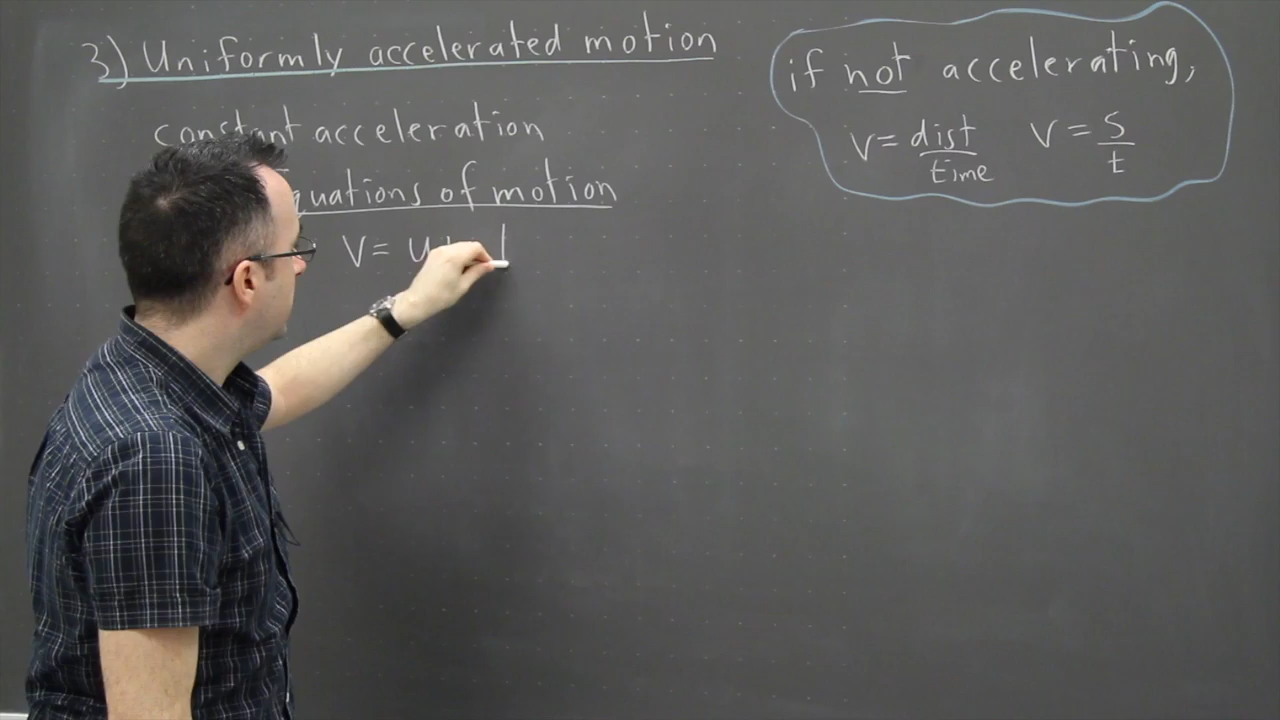 3) Uniformly accelerated motion
constant acceleration
quations of motion
v = u
if not accelerating,
v = dist / time v = s / t